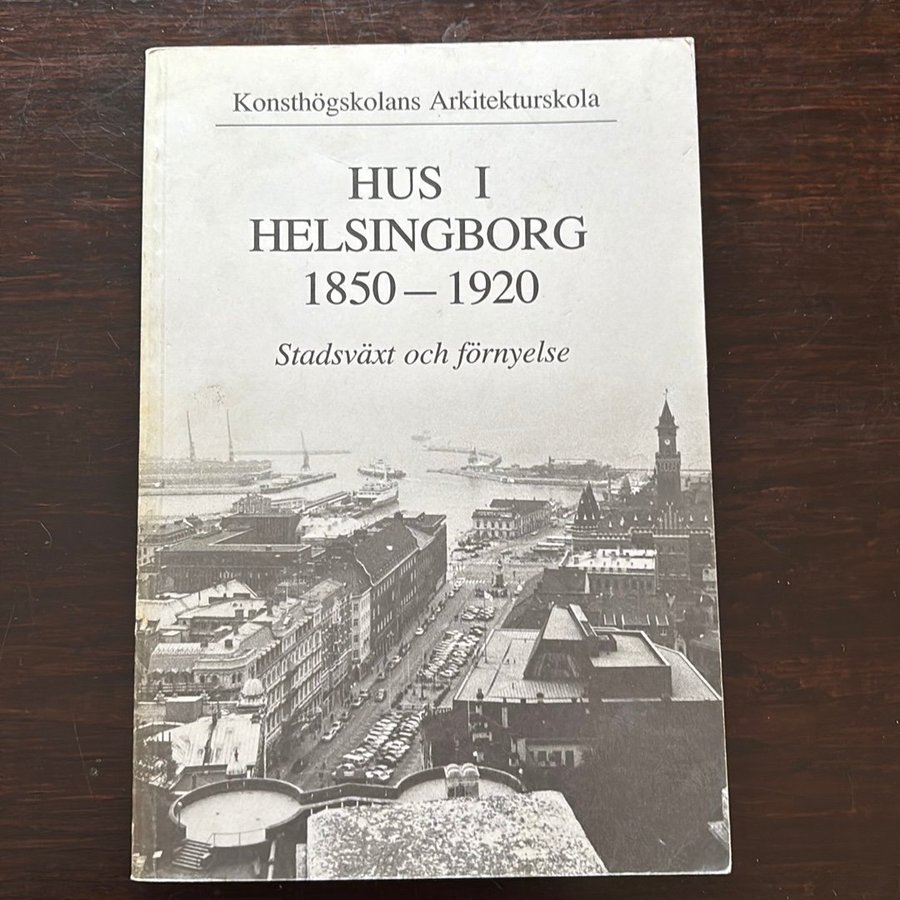 Konsthögskolans Arkitekturskola
HUS I
HELSINGBORG
1850 – 1920
Stadsväxt och förnyelse